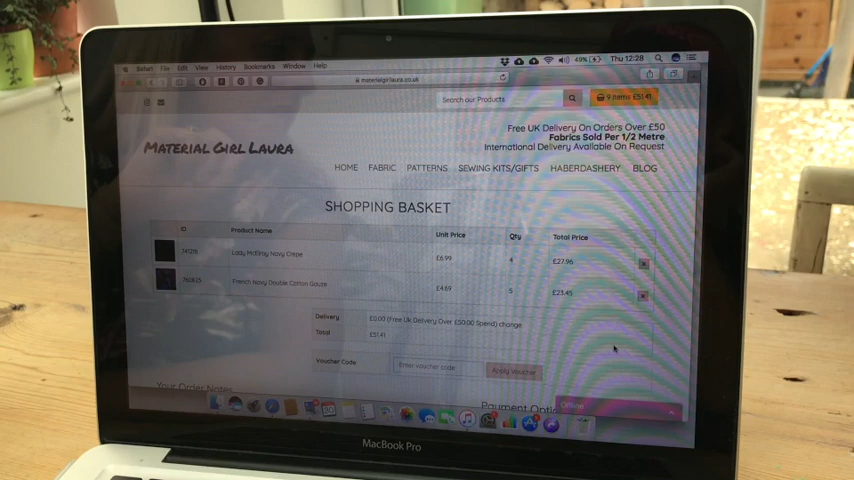 Safari File Edit View History Bookmarks Window Help
49% Thu 12:28
materialgirllaura.co.uk
Search our Products
9 items £51.41
Free UK Delivery On Orders Over £50
Fabrics Sold Per 1/2 Metre
International Delivery Available On Request
MATERIAL GIRL LAURA
HOME FABRIC PATTERNS SEWING KITS/GIFTS HABERDASHERY BLOG
SHOPPING BASKET
ID Product Name Unit Price Qty Total Price
Lady McElroy Navy Crepe £6.99 4 £27.96
French Navy Double Cotton Gauze £4.69 5 £23.45
Delivery £0.00 (Free Uk Delivery Over £50.00 Spend) change
Total £51.41
Voucher Code Enter voucher code Apply Voucher
Your Order Notes
Payment
Offline
MacBook Pro